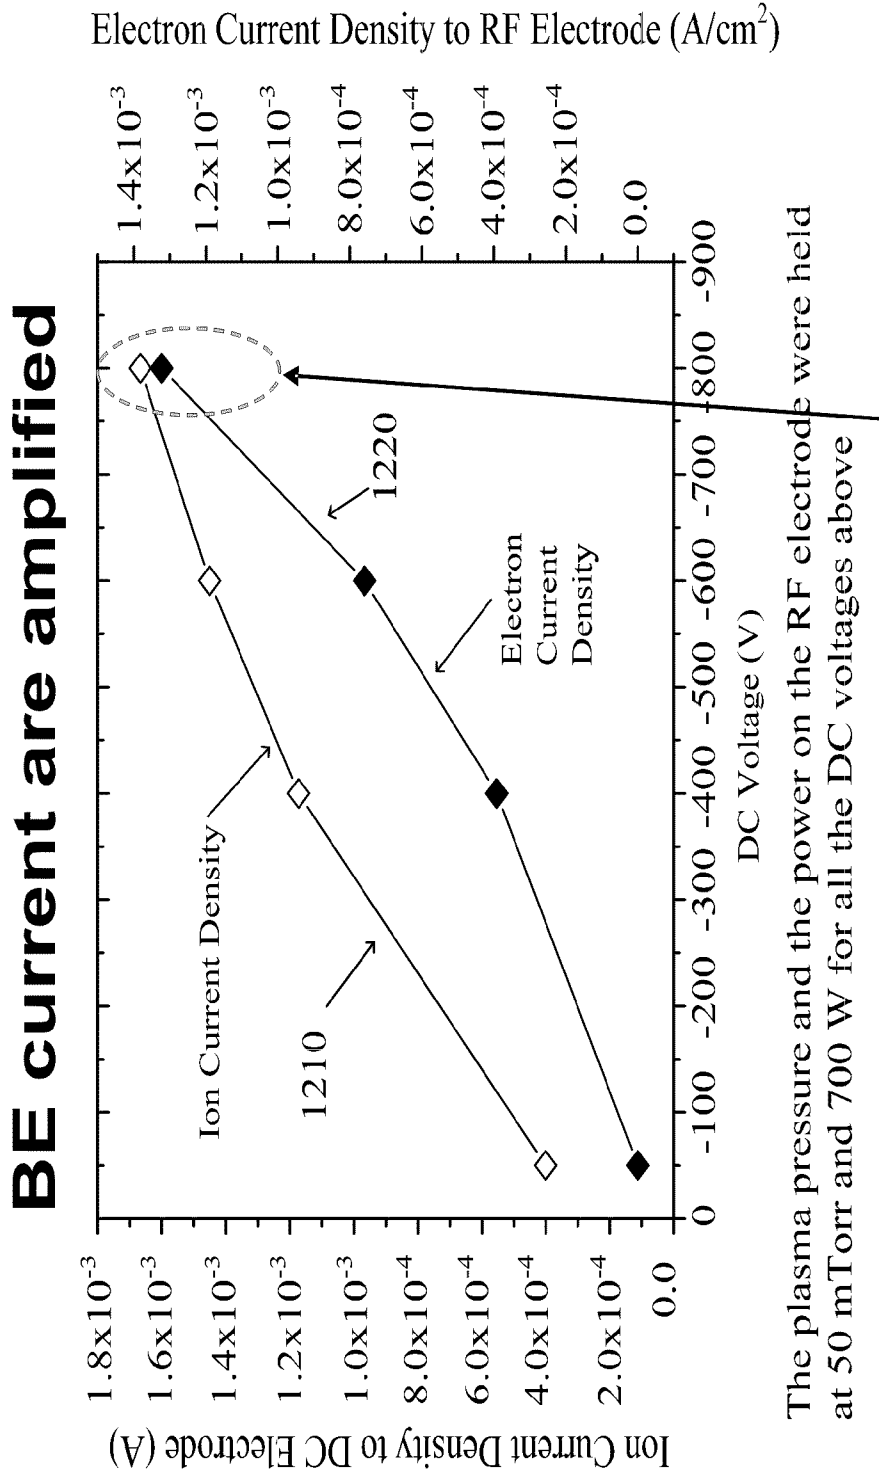 BE current are amplified
Electron Current Density to RF Electrode (A/cm²)
1.4x10⁻³
1.2x10⁻³
1.0x10⁻³
8.0x10⁻⁴
6.0x10⁻⁴
4.0x10⁻⁴
2.0x10⁻⁴
0.0
Ion Current Density to DC Electrode (A)
1.8x10⁻³
1.6x10⁻³
1.4x10⁻³
1.2x10⁻³
1.0x10⁻³
8.0x10⁻⁴
6.0x10⁻⁴
4.0x10⁻⁴
2.0x10⁻⁴
0.0
Ion Current Density
1210
1220
Electron
Current
Density
0 -100 -200 -300 -400 -500 -600 -700 -800 -900
DC Voltage (V)
The plasma pressure and the power on the RF electrode were held
at 50 mTorr and 700 W for all the DC voltages above